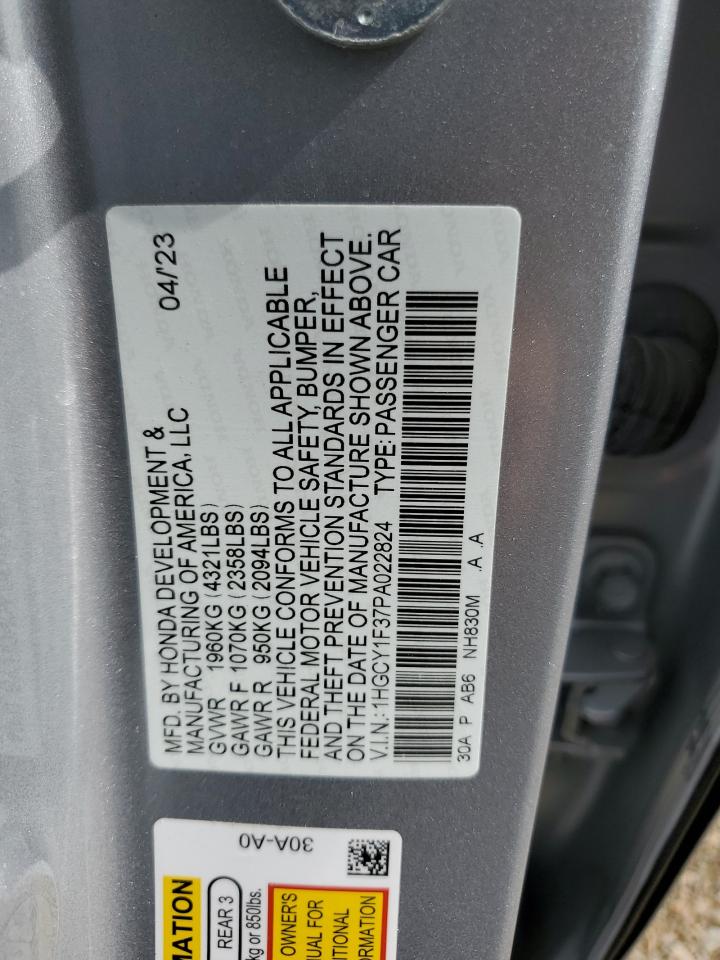 MFD. BY HONDA DEVELOPMENT & 04/'23
MANUFACTURING OF AMERICA, LLC
GVWR 1960KG (4321LBS)
GAWR F 1070KG (2358LBS)
GAWR R 950KG (2094LBS)
THIS VEHICLE CONFORMS TO ALL APPLICABLE
FEDERAL MOTOR VEHICLE SAFETY, BUMPER,
AND THEFT PREVENTION STANDARDS IN EFFECT
ON THE DATE OF MANUFACTURE SHOWN ABOVE.
V.I.N.: 1HGCY1F37PA022824 TYPE: PASSENGER CAR
30A P AB6 NH830M .A .A
30A-A0
MATION
REAR 3
kg or 850lbs.
OWNER'S
UAL FOR
ITIONAL
ORMATION